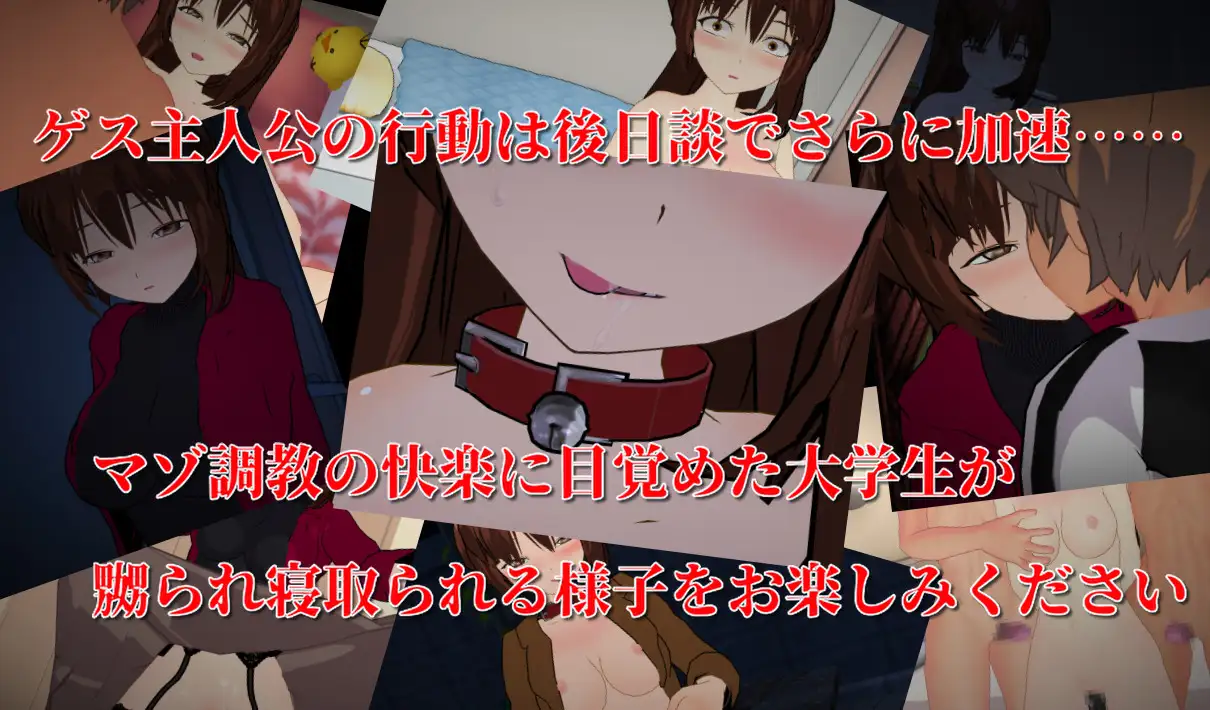 ゲス主人公の行動は後日談でさらに加速……
マゾ調教の快楽に目覚めた大学生が
嬲られ寝取られる様子をお楽しみください